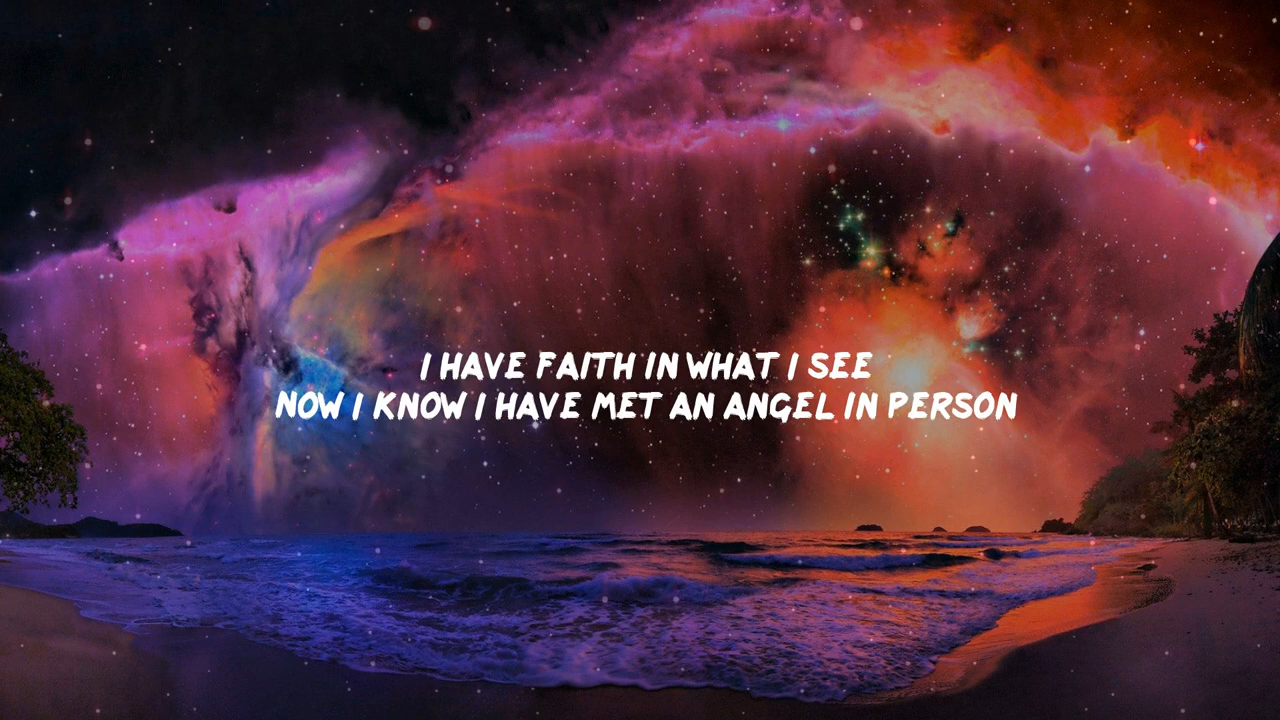 I HAVE FAITH IN WHAT I SEE
NOW I KNOW I HAVE MET AN ANGEL IN PERSON